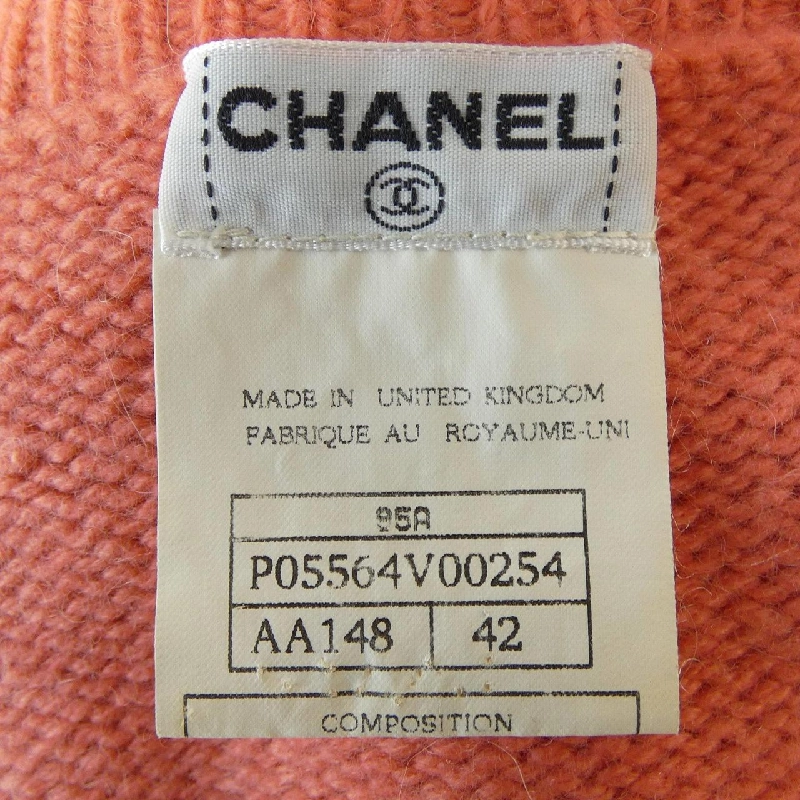 CHANEL
MADE IN UNITED KINGDOM
FABRIQUE AU ROYAUME-UNI
95A
P05564V00254
AA148 42
COMPOSITION